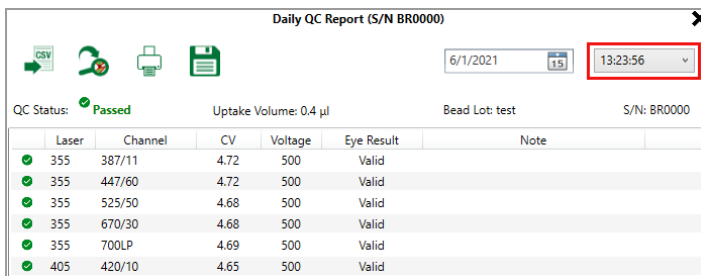 Daily QC Report (S/N BR0000)
CSV
6/1/2021 15 13:23:56
QC Status: Passed Uptake Volume: 0.4 µl Bead Lot: test S/N: BR0000
Laser Channel CV Voltage Eye Result Note
355 387/11 4.72 500 Valid
355 447/60 4.72 500 Valid
355 525/50 4.68 500 Valid
355 670/30 4.68 500 Valid
355 700LP 4.69 500 Valid
405 420/10 4.65 500 Valid